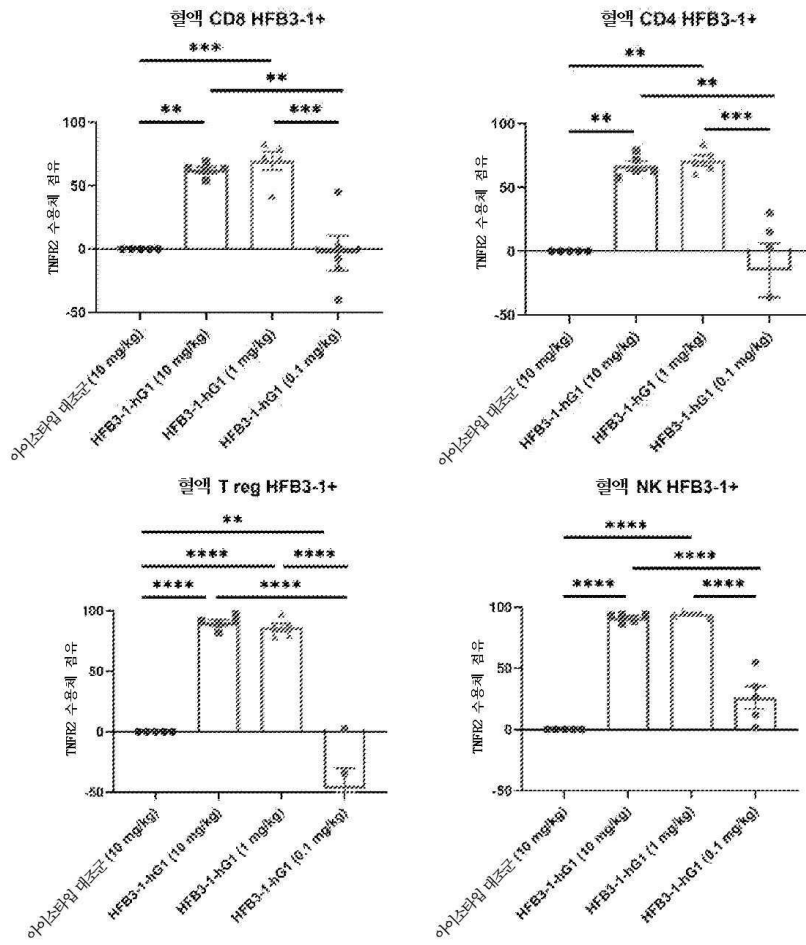 혈액 CD8 HFB3-1+
***
**
**
***
TNFR2 수용체 점유
100
50
0
-50
아이소타입 대조군 (10 mg/kg)
HFB3-1-hG1 (10 mg/kg)
HFB3-1-hG1 (1 mg/kg)
HFB3-1-hG1 (0.1 mg/kg)
혈액 CD4 HFB3-1+
**
**
**
***
TNFR2 수용체 점유
100
50
0
-50
아이소타입 대조군 (10 mg/kg)
HFB3-1-hG1 (10 mg/kg)
HFB3-1-hG1 (1 mg/kg)
HFB3-1-hG1 (0.1 mg/kg)
혈액 T reg HFB3-1+
**
**** ****
**** ****
TNFR2 수용체 점유
100
50
0
-50
아이소타입 대조군 (10 mg/kg)
HFB3-1-hG1 (10 mg/kg)
HFB3-1-hG1 (1 mg/kg)
HFB3-1-hG1 (0.1 mg/kg)
혈액 NK HFB3-1+
****
****
**** ****
TNFR2 수용체 점유
100
50
0
-50
아이소타입 대조군 (10 mg/kg)
HFB3-1-hG1 (10 mg/kg)
HFB3-1-hG1 (1 mg/kg)
HFB3-1-hG1 (0.1 mg/kg)